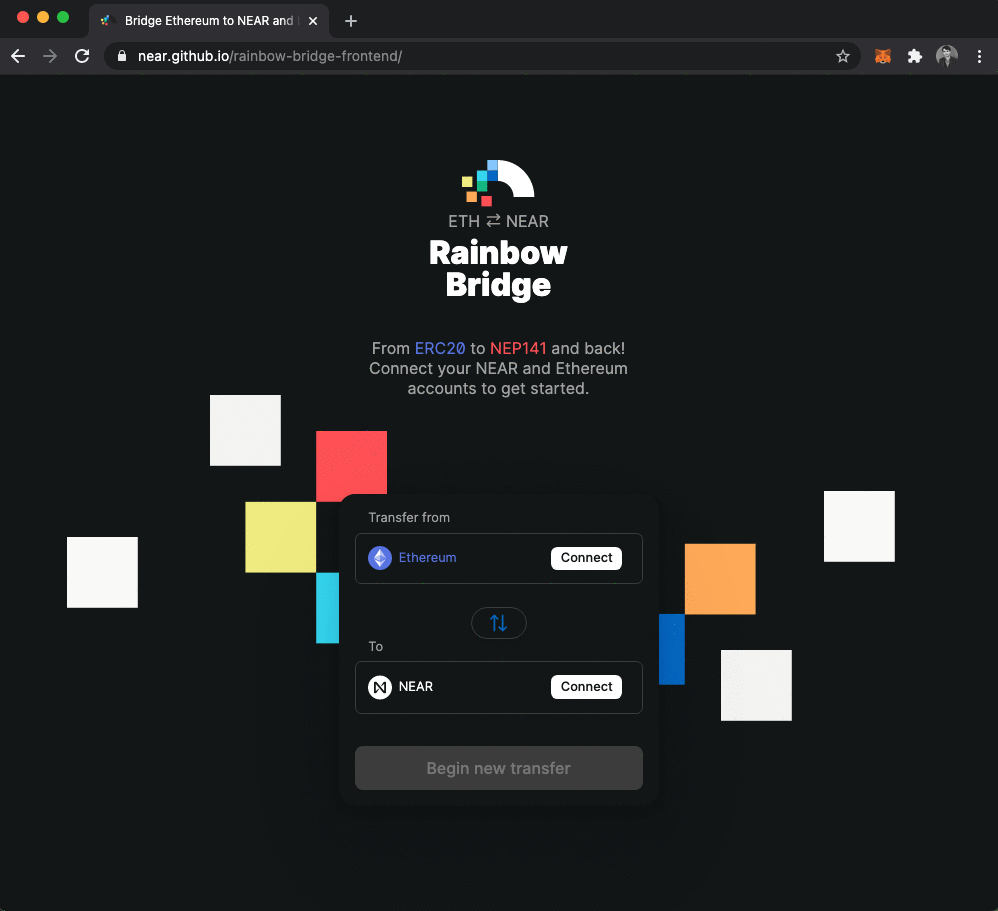 Bridge Ethereum to NEAR and
near.github.io/rainbow-bridge-frontend/
ETH ⇄ NEAR
Rainbow
Bridge
From ERC20 to NEP141 and back!
Connect your NEAR and Ethereum
accounts to get started.
Transfer from
Ethereum
Connect
To
NEAR
Connect
Begin new transfer